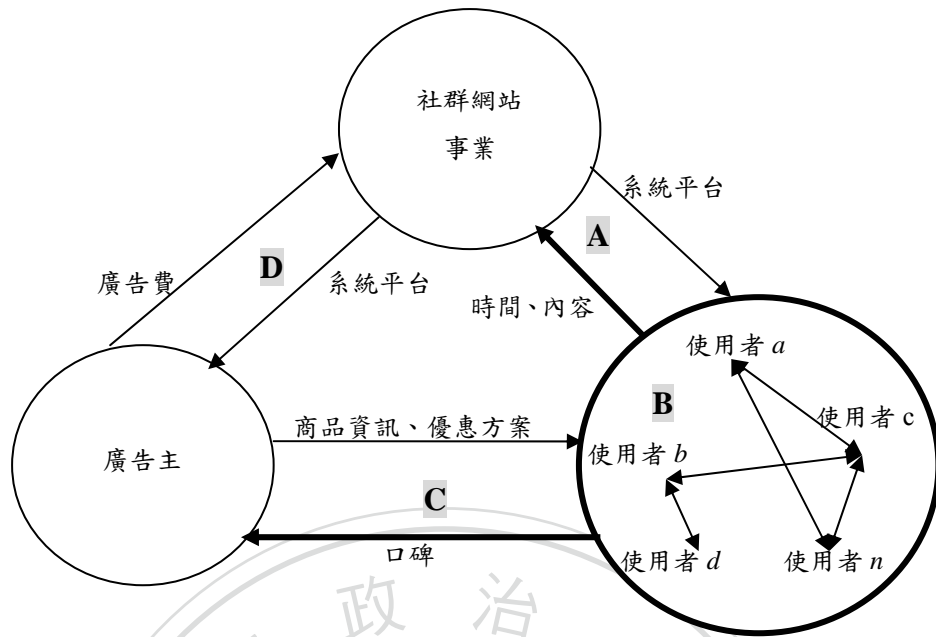 社群網站
事業
系統平台
A
D
廣告費
系統平台
時間、內容
使用者 a
B
使用者 c
商品資訊、優惠方案
使用者 b
廣告主
C
口碑
使用者 d
使用者 n
政 治